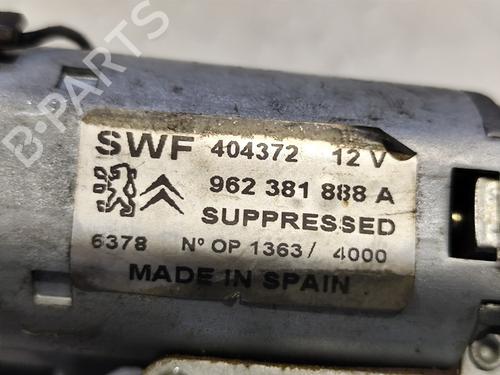 B-PARTS
SWF 404372 12 V
962 381 888 A
SUPPRESSED
6378 Nº OP 1363/ 4000
MADE IN SPAIN